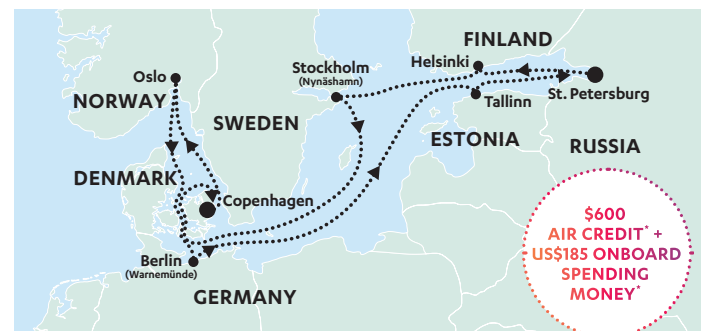 FINLAND
Helsinki
Stockholm
(Nynäshamn)
Oslo
St. Petersburg
NORWAY
Tallinn
SWEDEN
ESTONIA
RUSSIA
DENMARK
Copenhagen
Berlin
(Warnemünde)
GERMANY
$600
AIR CREDIT* +
US$185 ONBOARD
SPENDING
MONEY*